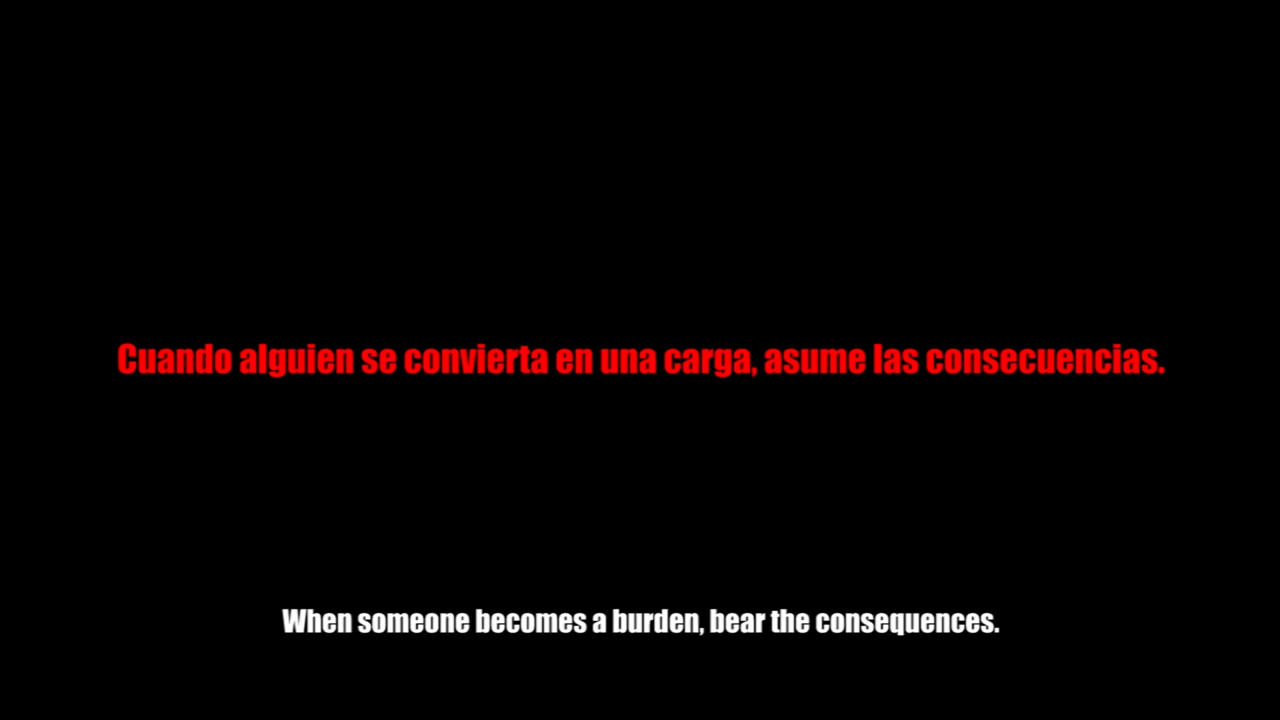 Cuando alguien se convierta en una carga, asume las consecuencias.
When someone becomes a burden, bear the consequences.